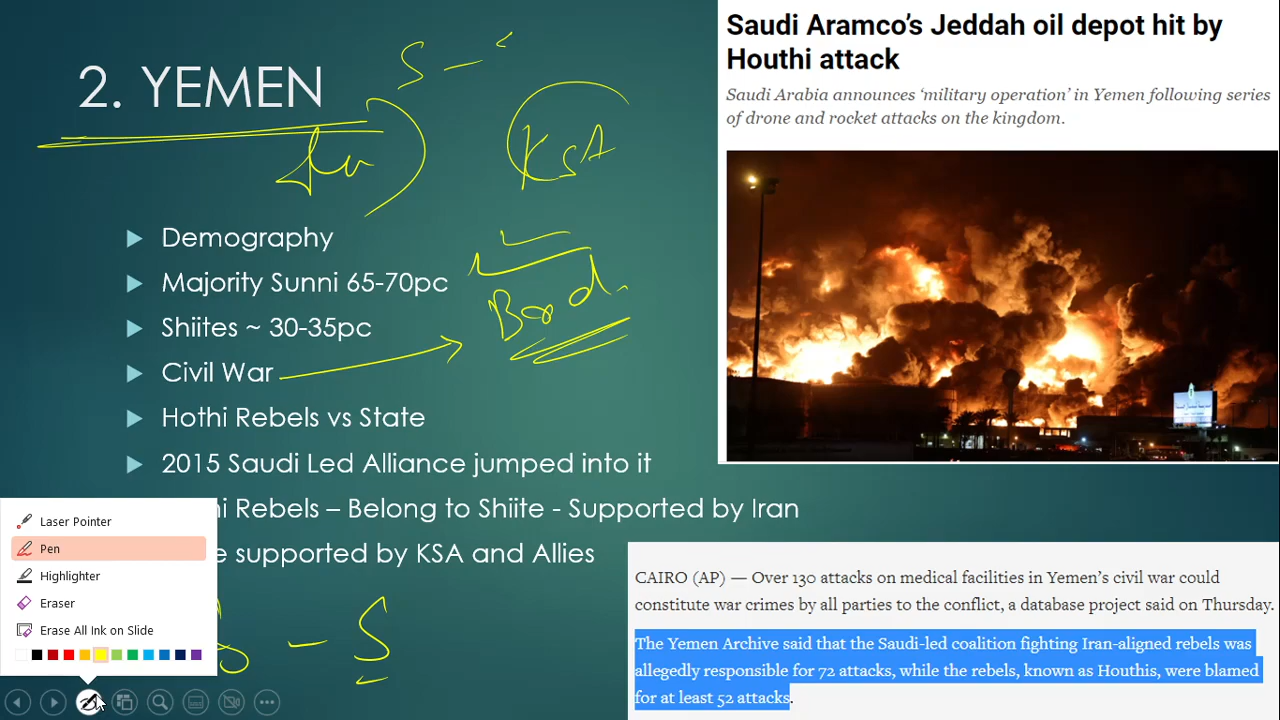 2. YEMEN
S -
KSA
Demography
Majority Sunni 65-70pc
Shiites ~ 30-35pc
Civil War
Hothi Rebels vs State
2015 Saudi Led Alliance jumped into it
hi Rebels – Belong to Shiite - Supported by Iran
e supported by KSA and Allies
- S
Laser Pointer
Pen
Highlighter
Eraser
Erase All Ink on Slide
Saudi Aramco’s Jeddah oil depot hit by
Houthi attack
Saudi Arabia announces ‘military operation’ in Yemen following series
of drone and rocket attacks on the kingdom.
CAIRO (AP) — Over 130 attacks on medical facilities in Yemen’s civil war could
constitute war crimes by all parties to the conflict, a database project said on Thursday.
The Yemen Archive said that the Saudi-led coalition fighting Iran-aligned rebels was
allegedly responsible for 72 attacks, while the rebels, known as Houthis, were blamed
for at least 52 attacks.